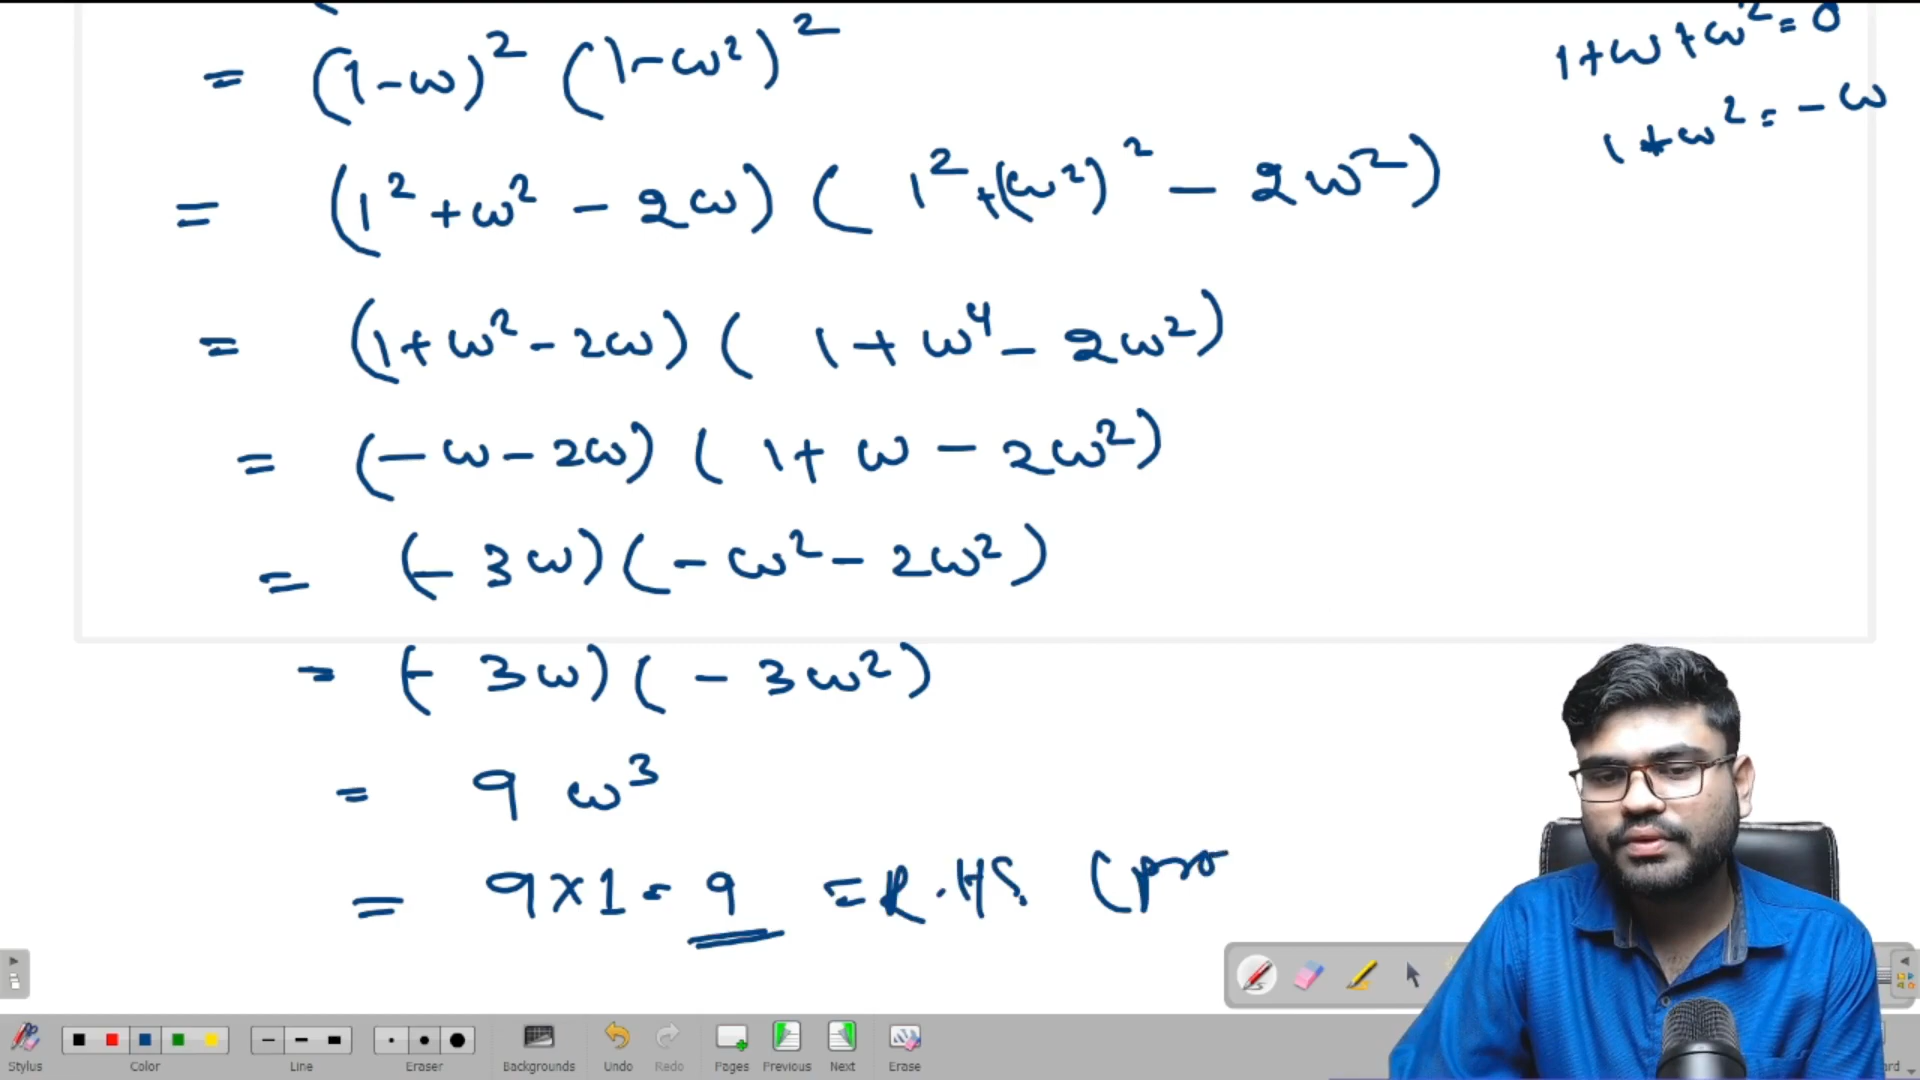 = (1-ω)² (1-ω²)²
1+ω+ω²=0
1+ω²=-ω
= (1²+ω²-2ω) (1²+(ω²)²-2ω²)
= (1+ω²-2ω) (1+ω⁴-2ω²)
= (-ω-2ω) (1+ω-2ω²)
= (-3ω) (-ω²-2ω²)
= (-3ω) (-3ω²)
= 9 ω³
= 9×1=9 =R.HS. (pro
Stylus Color Line Eraser Backgrounds Undo Redo Pages Previous Next Erase